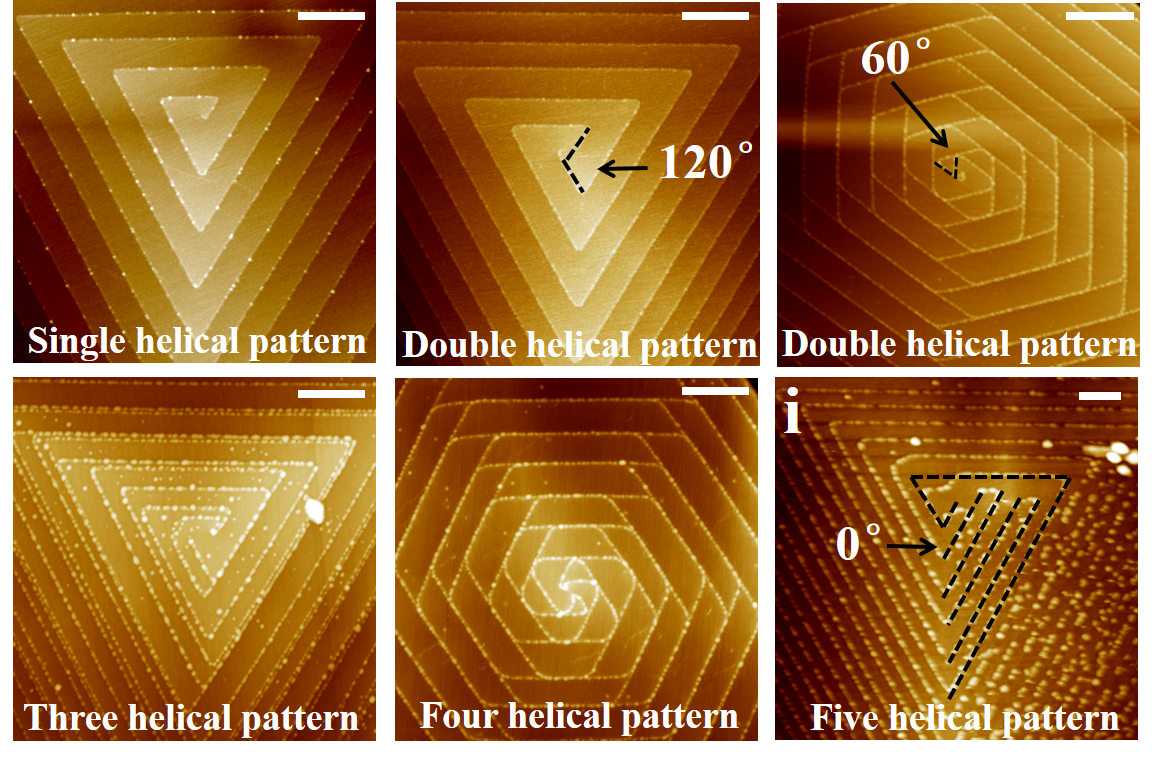 120°
60°
Single helical pattern
Double helical pattern
Double helical pattern
i
0°
Three helical pattern
Four helical pattern
Five helical pattern